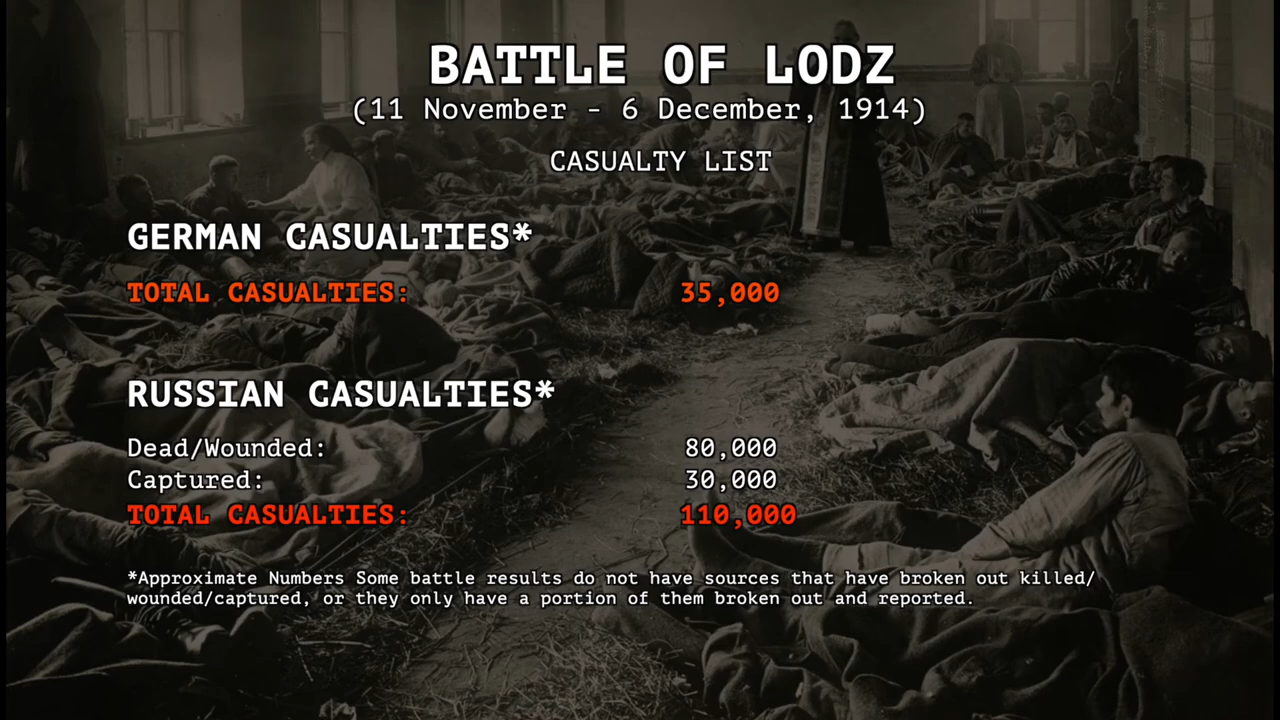 BATTLE OF LODZ
(11 November - 6 December, 1914)
CASUALTY LIST
GERMAN CASUALTIES*
TOTAL CASUALTIES: 35,000
RUSSIAN CASUALTIES*
Dead/Wounded: 80,000
Captured: 30,000
TOTAL CASUALTIES: 110,000
*Approximate Numbers Some battle results do not have sources that have broken out killed/
wounded/captured, or they only have a portion of them broken out and reported.